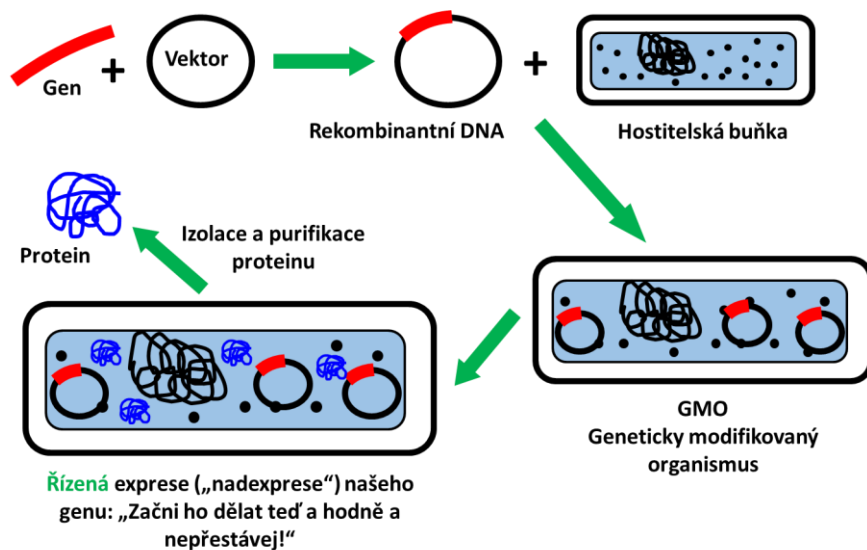 Gen
+
Vektor
+
Rekombinantní DNA
Hostitelská buňka
Protein
Izolace a purifikace
proteinu
GMO
Geneticky modifikovaný
organismus
Řízená exprese („nadexprese“) našeho
genu: „Začni ho dělat teď a hodně a
nepřestávej!“